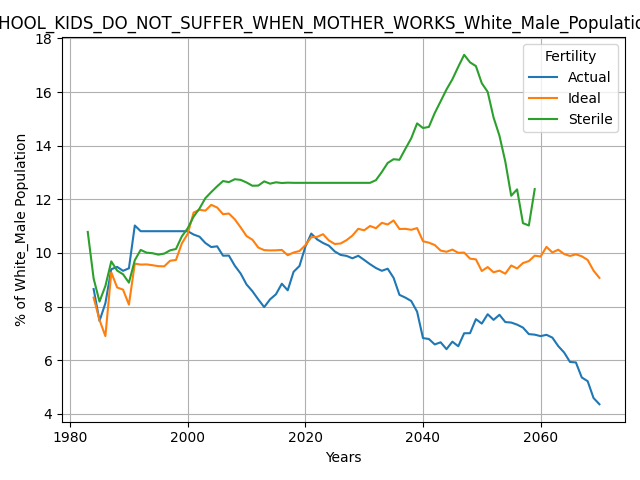 HOOL_KIDS_DO_NOT_SUFFER_WHEN_MOTHER_WORKS_White_Male_Populatio
18
16
14
12
10
8
6
4
% of White_Male Population
Fertility
Actual
Ideal
Sterile
1980
2000
2020
2040
2060
Years